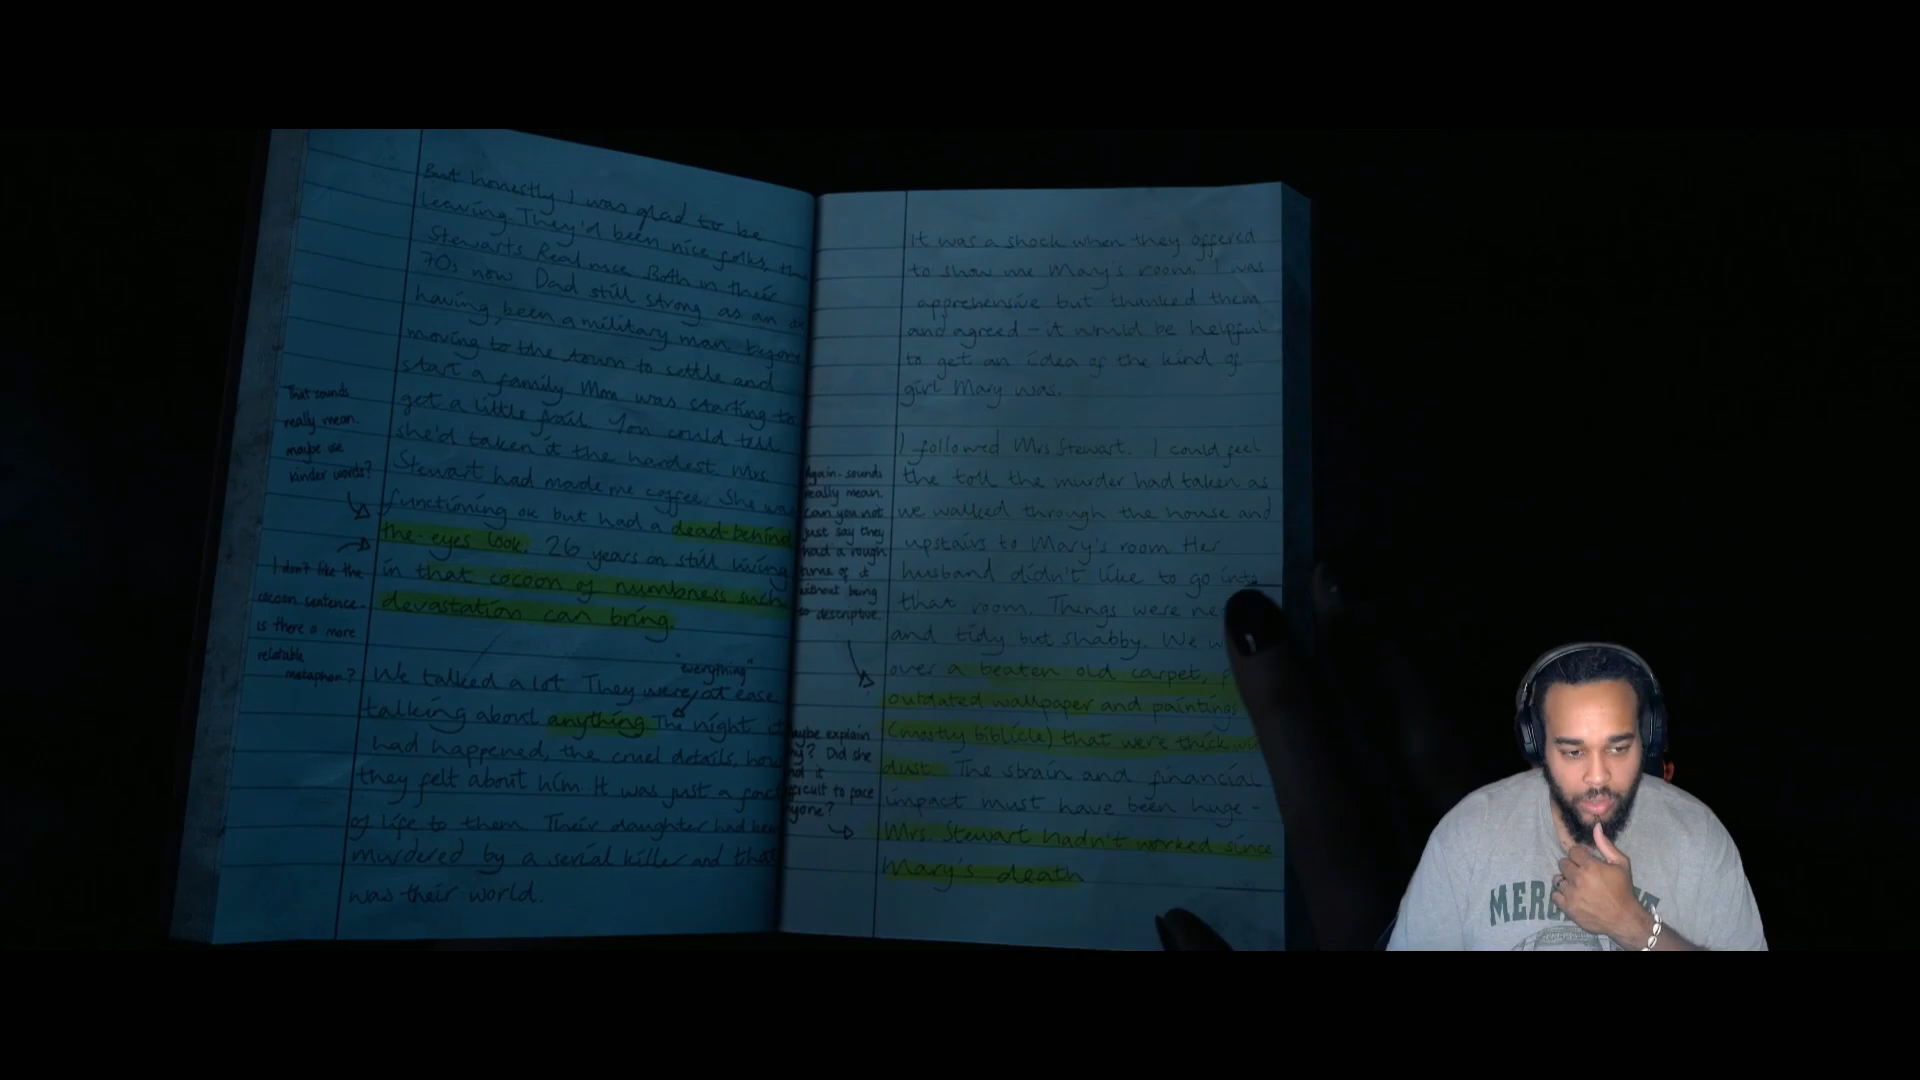 But honestly I was glad to be
leaving. They'd been nice folks, the
Stewarts. Real nice. Both in their
70s now. Dad still strong as an ox
having been a military man before
moving to the town to settle and
start a family. Mom was starting to
get a little frail. You could tell
she'd taken it the hardest. Mrs.
Stewart had made me coffee. She was
functioning ok but had a dead-behind
the-eyes look. 26 years on still living
in that cocoon of numbness such
devastation can bring.
We talked a lot. They were at ease
"everything"
talking about anything The night it
had happened, the cruel details, how
they felt about him. It was just a fact
of life to them. Their daughter had been
murdered by a serial killer and that
was their world.
That sounds
really mean.
maybe use
kinder words?
I don't like the
cocoon sentence-
is there a more
relatable
metaphor?
It was a shock when they offered
to show me Mary's room. I was
apprehensive but thanked them
and agreed - it would be helpful
to get an idea of the kind of
girl Mary was.
I followed Mrs Stewart. I could feel
the toll the murder had taken as
we walked through the house and
upstairs to Mary's room. Her
husband didn't like to go into
that room. Things were
and tidy but shabby. We
over a beaten old carpet,
outdated wallpaper and paintings
(mostly biblicle) that were thick
dust. The strain and financial
impact must have been huge -
Mrs. Stewart hadn't worked since
Mary's death
Again- sounds
really mean.
can you not
just say they
had a rough
time of it
without being
so descriptive.
explain
Did she
it
to face
MER